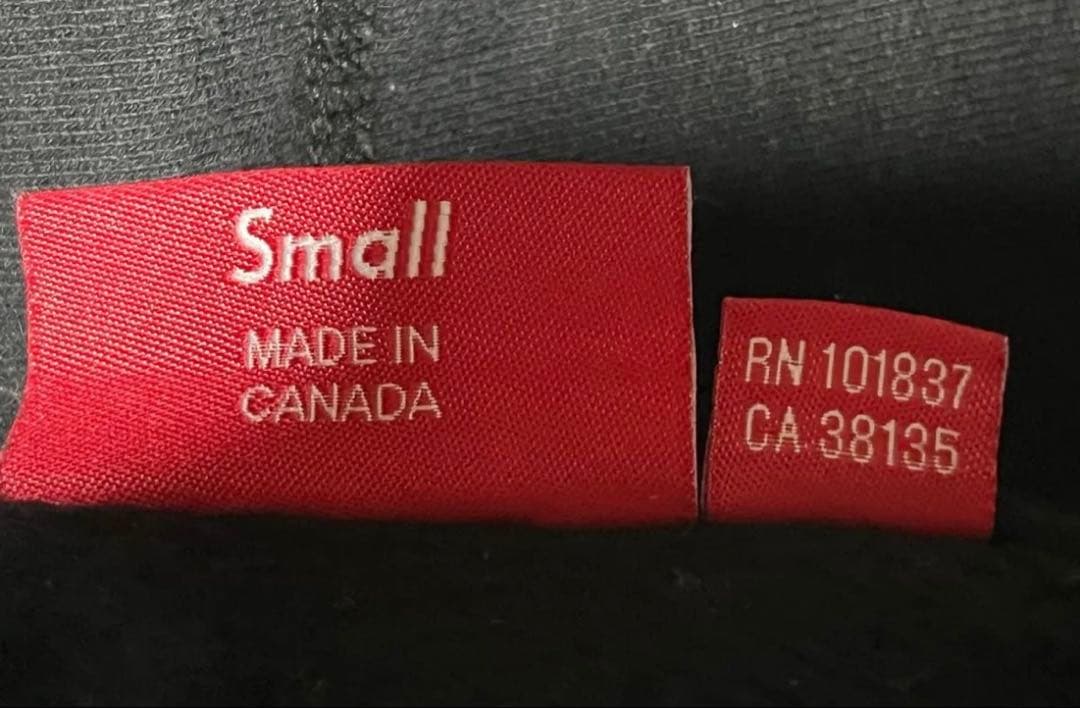 Small
MADE IN
CANADA
RN 101837
CA 38135